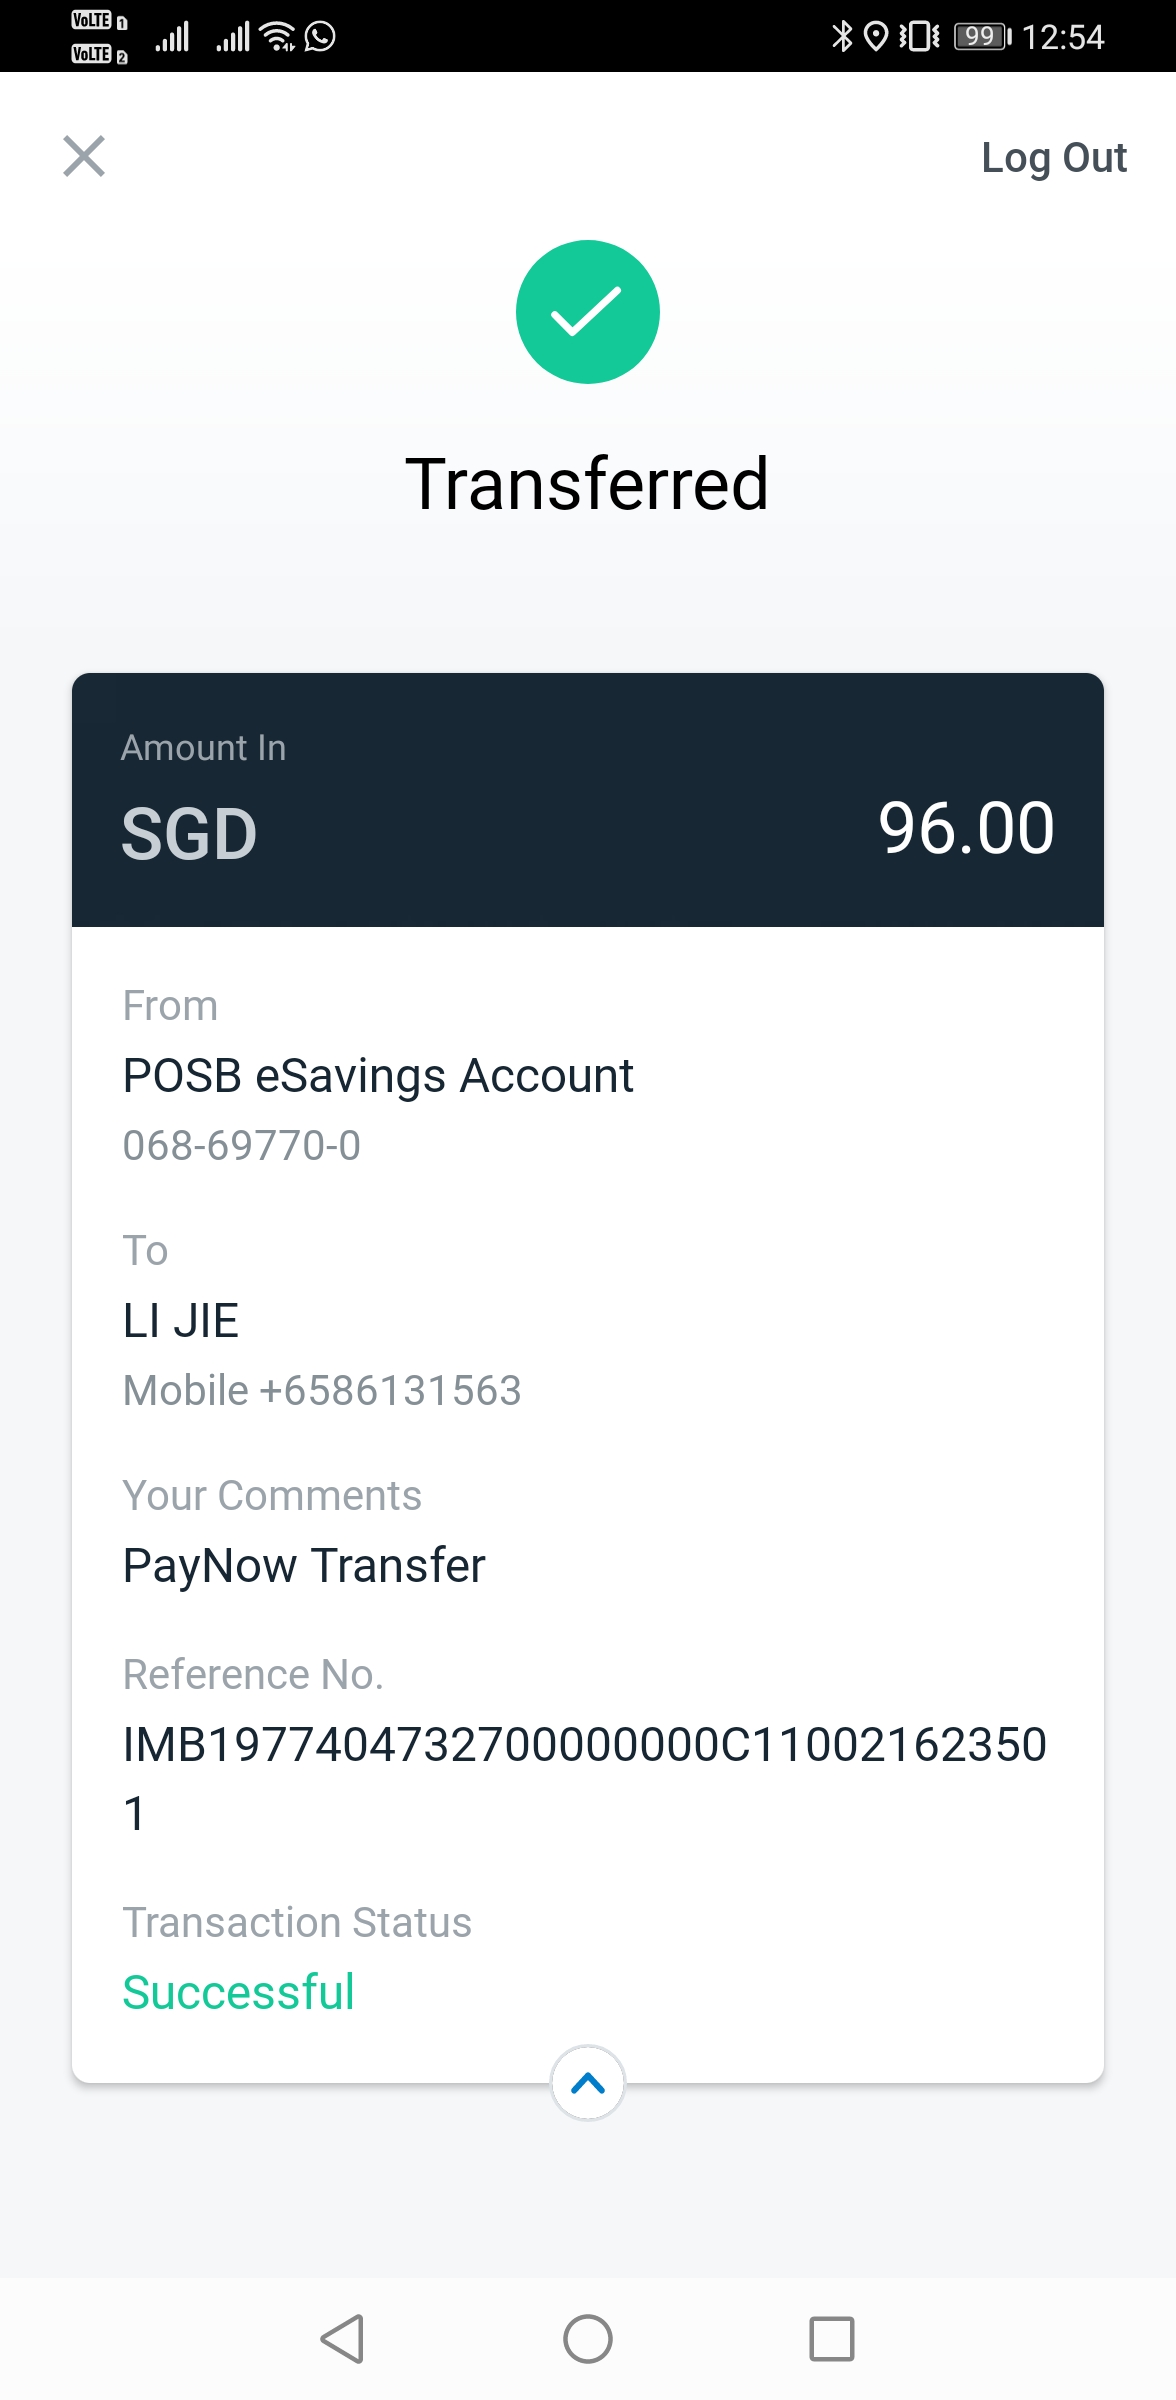 VoLTE 1
VoLTE 2
99 12:54
Log Out
Transferred
Amount In
SGD 96.00
From
POSB eSavings Account
068-69770-0
To
LI JIE
Mobile +6586131563
Your Comments
PayNow Transfer
Reference No.
IMB1977404732700000000C11002162350
1
Transaction Status
Successful